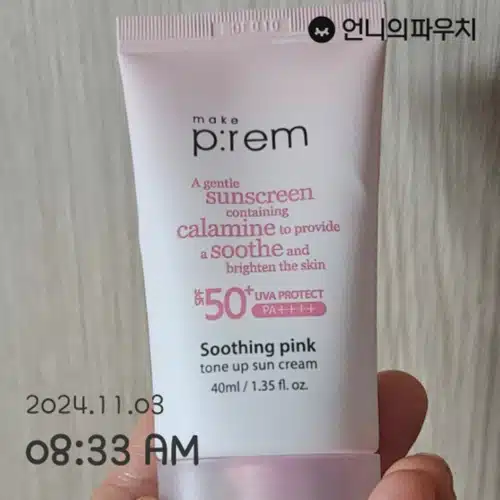 언니의파우치
make
p:rem
A gentle
sunscreen
containing
calamine to provide
a soothe and
brighten the skin
SPF 50+ UVA PROTECT
PA++++
Soothing pink
tone up sun cream
40ml / 1.35 fl. oz.
2024.11.03
08:33 AM